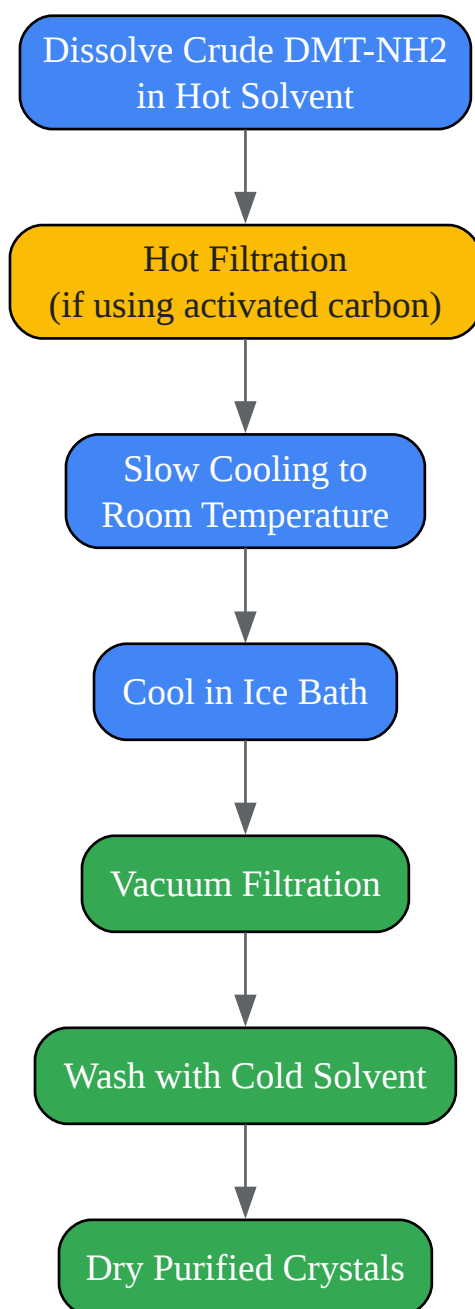 Dissolve Crude DMT-NH2
in Hot Solvent
Hot Filtration
(if using activated carbon)
Slow Cooling to
Room Temperature
Cool in Ice Bath
Vacuum Filtration
Wash with Cold Solvent
Dry Purified Crystals